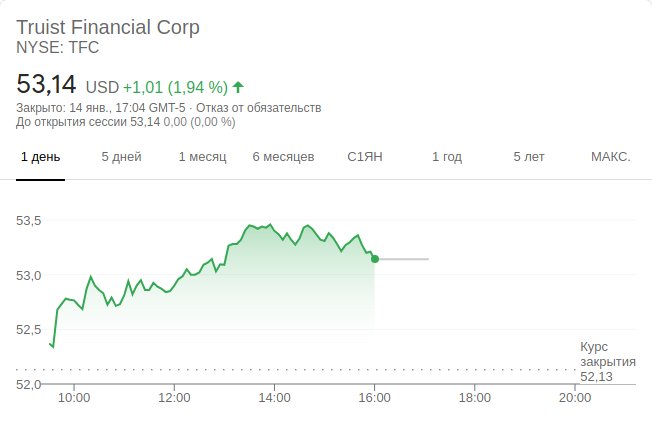 Truist Financial Corp
NYSE: TFC
53,14 USD +1,01 (1,94 %)
Закрыто: 14 янв., 17:04 GMT-5 · Отказ от обязательств
До открытия сессии 53,14 0,00 (0,00 %)
1 день 5 дней 1 месяц 6 месяцев С1ЯН 1 год 5 лет МАКС.
53,5
53,0
52,5
Курс
закрытия
52,13
52,0
10:00 12:00 14:00 16:00 18:00 20:00